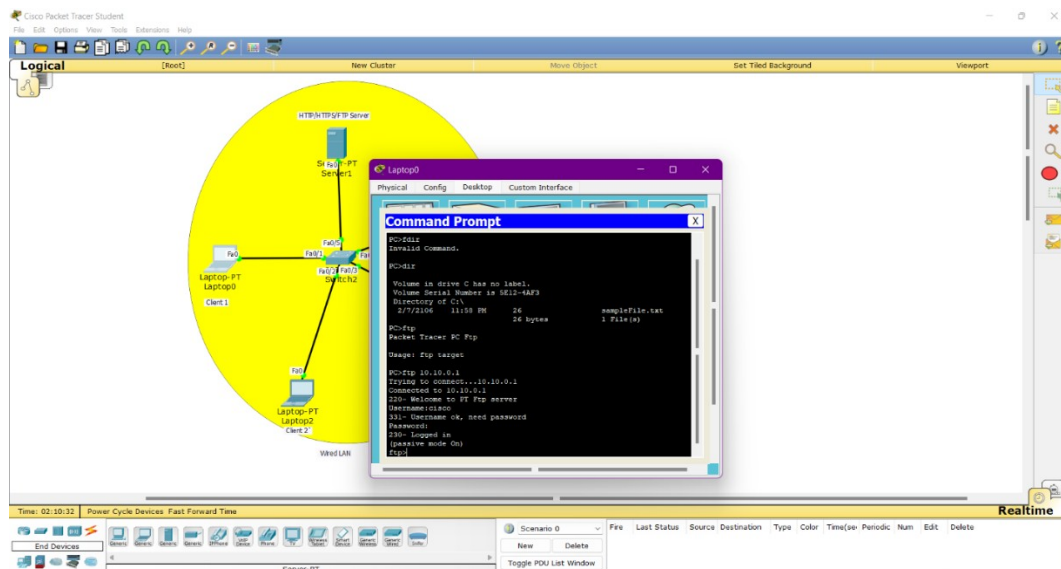 Cisco Packet Tracer Student
File Edit Options View Tools Extensions Help
Logical [Root] New Cluster Move Object Set Tiled Background Viewport
HTTP/HTTPS/FTP Server
Fa0
Server1
Fa0/5
Fa0
Fa0/1
Laptop-PT
Laptop0
Fa0/2 Fa0/3
Switch2
Client 1
Fa0
Laptop-PT
Laptop2
Client 2
Wired LAN
Laptop0
Physical Config Desktop Custom Interface
Command Prompt X
PC>fdir
Invalid Command.
PC>dir
Volume in drive C has no label.
Volume Serial Number is 5E12-4AF3
Directory of C:\
2/7/2106 11:58 PM 26 sampleFile.txt
26 bytes 1 File(s)
PC>ftp
Packet Tracer PC Ftp
Usage: ftp target
PC>ftp 10.10.0.1
Trying to connect...10.10.0.1
Connected to 10.10.0.1
220- Welcome to PT Ftp server
Username:cisco
331- Username ok, need password
Password:
230- Logged in
(passive mode On)
ftp>
Time: 02:10:32 Power Cycle Devices Fast Forward Time Realtime
End Devices
Scenario 0
New Delete
Toggle PDU List Window
Fire Last Status Source Destination Type Color Time(sec Periodic Num Edit Delete